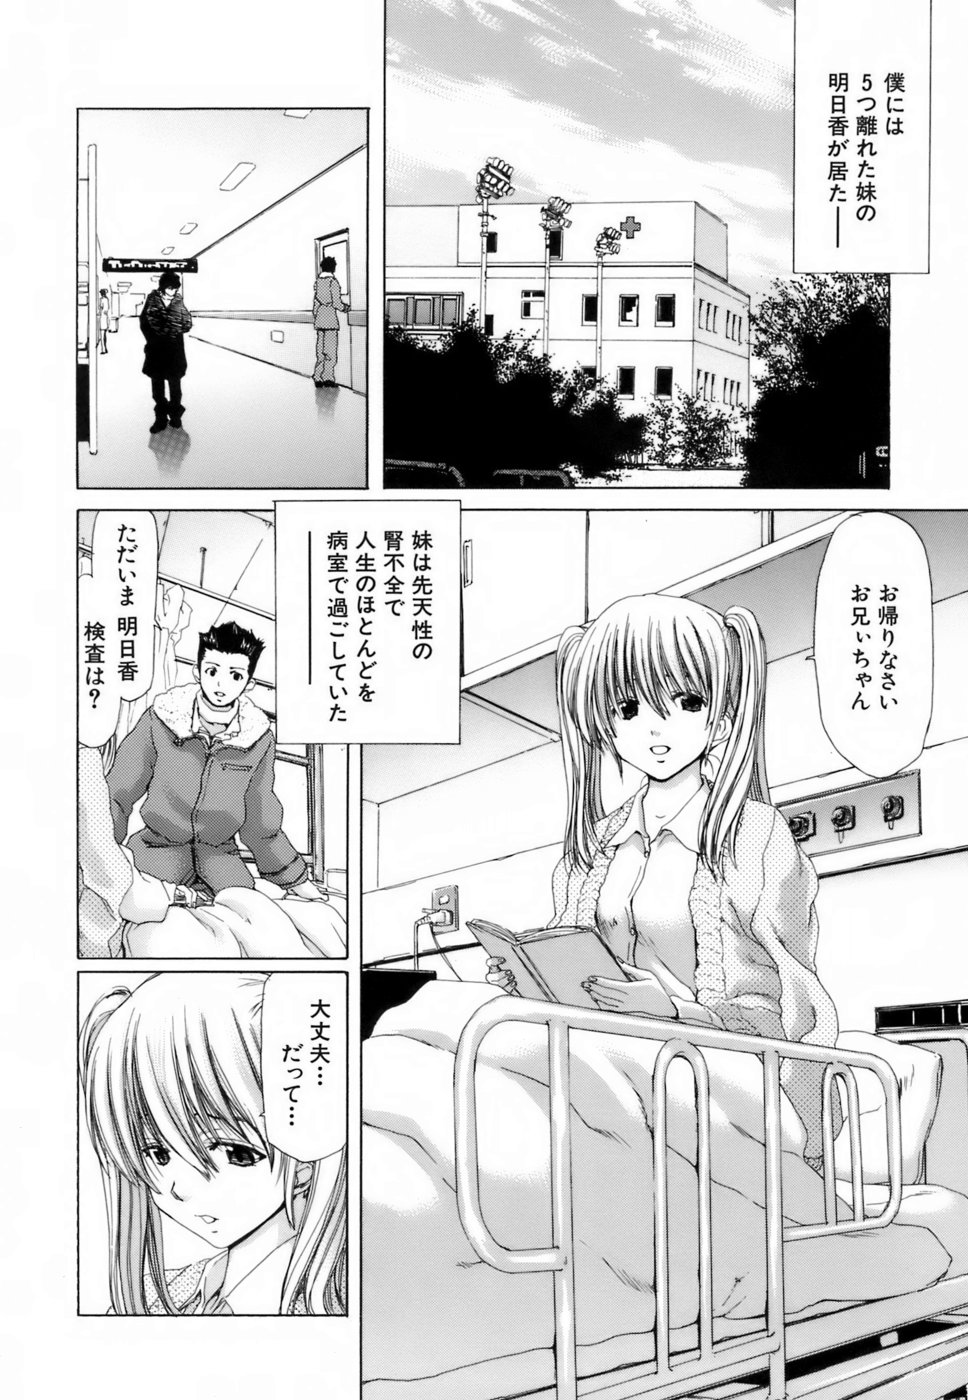 僕には
5つ離れた妹の
明日香が居た――
妹は先天性の
腎不全で
人生のほとんどを
病室で過ごしていた
――
お帰りなさい
お兄ぃちゃん
ただいま 明日香
検査は?
大丈夫…
だって…